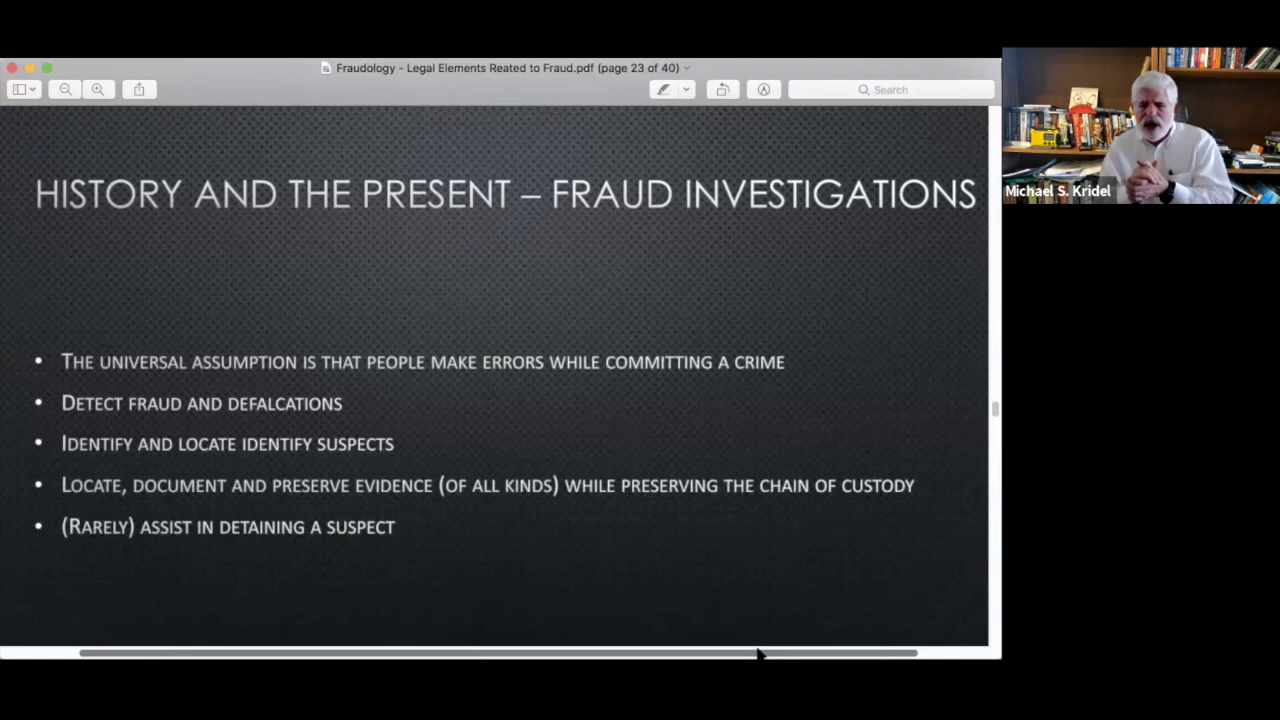 Fraudology - Legal Elements Reated to Fraud.pdf (page 23 of 40)
Search
HISTORY AND THE PRESENT – FRAUD INVESTIGATIONS
• THE UNIVERSAL ASSUMPTION IS THAT PEOPLE MAKE ERRORS WHILE COMMITTING A CRIME
• DETECT FRAUD AND DEFALCATIONS
• IDENTIFY AND LOCATE IDENTIFY SUSPECTS
• LOCATE, DOCUMENT AND PRESERVE EVIDENCE (OF ALL KINDS) WHILE PRESERVING THE CHAIN OF CUSTODY
• (RARELY) ASSIST IN DETAINING A SUSPECT
Michael S. Kridel